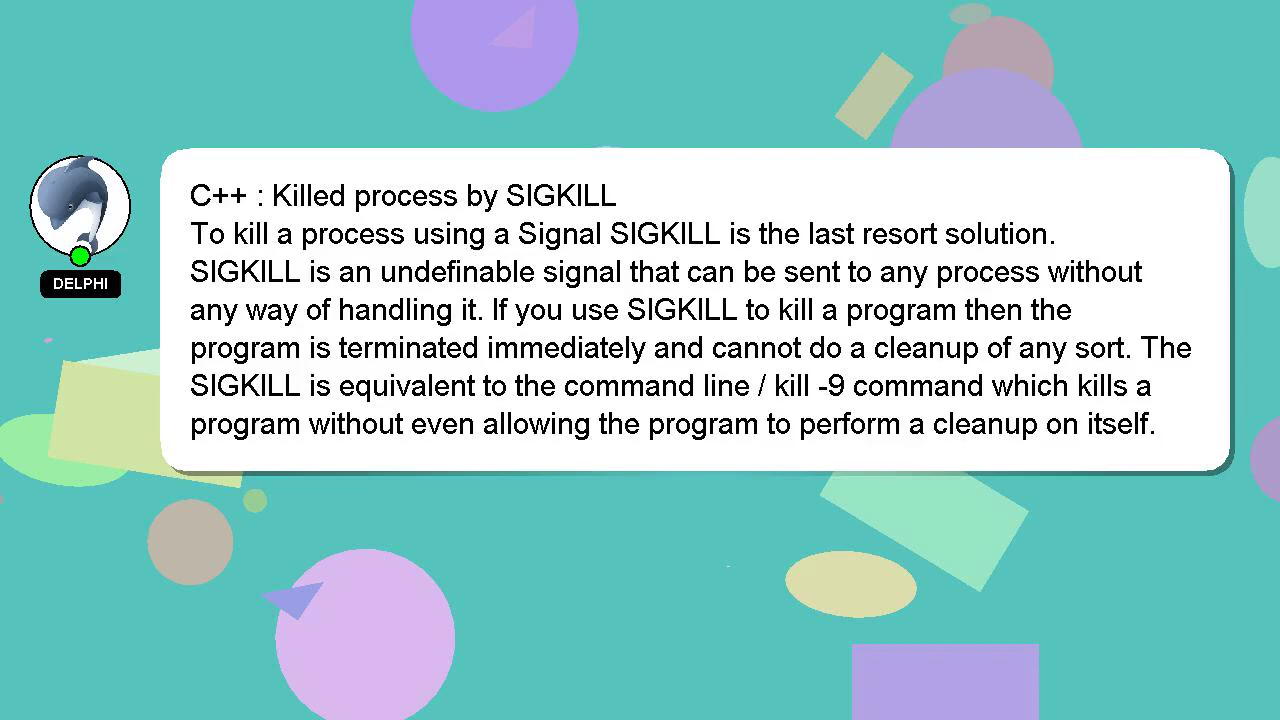 C++ : Killed process by SIGKILL
To kill a process using a Signal SIGKILL is the last resort solution.
SIGKILL is an undefinable signal that can be sent to any process without
any way of handling it. If you use SIGKILL to kill a program then the
program is terminated immediately and cannot do a cleanup of any sort. The
SIGKILL is equivalent to the command line / kill -9 command which kills a
program without even allowing the program to perform a cleanup on itself.
DELPHI